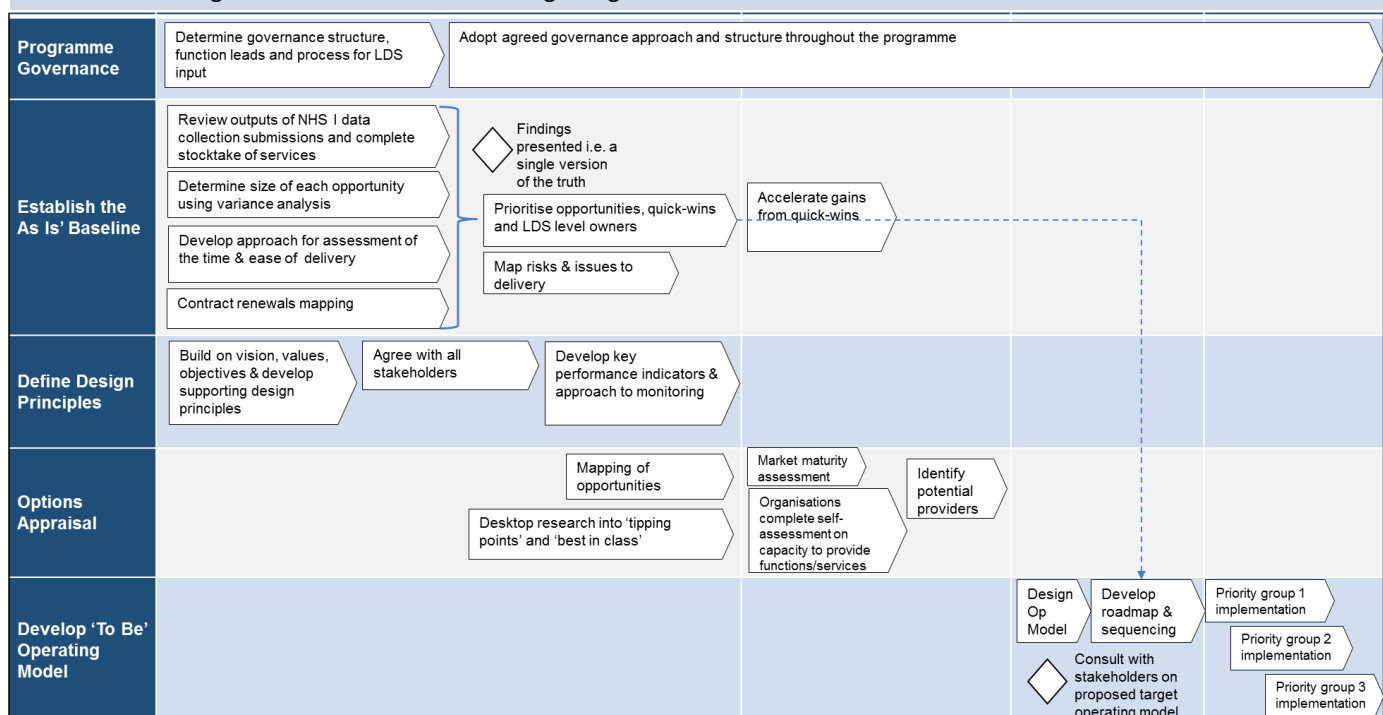 Programme
Governance
Determine governance structure,
function leads and process for LDS
input
Adopt agreed governance approach and structure throughout the programme
Establish the
As Is’ Baseline
Review outputs of NHS I data
collection submissions and complete
stocktake of services
Determine size of each opportunity
using variance analysis
Develop approach for assessment of
the time & ease of delivery
Contract renewals mapping
Findings
presented i.e. a
single version
of the truth
Prioritise opportunities, quick-wins
and LDS level owners
Map risks & issues to
delivery
Accelerate gains
from quick-wins
Define Design
Principles
Build on vision, values,
objectives & develop
supporting design
principles
Agree with all
stakeholders
Develop key
performance indicators &
approach to monitoring
Options
Appraisal
Mapping of
opportunities
Desktop research into ‘tipping
points’ and ‘best in class’
Market maturity
assessment
Organisations
complete self-
assessment on
capacity to provide
functions/services
Identify
potential
providers
Develop ‘To Be’
Operating
Model
Design
Op
Model
Develop
roadmap &
sequencing
Consult with
stakeholders on
proposed target
operating model
Priority group 1
implementation
Priority group 2
implementation
Priority group 3
implementation